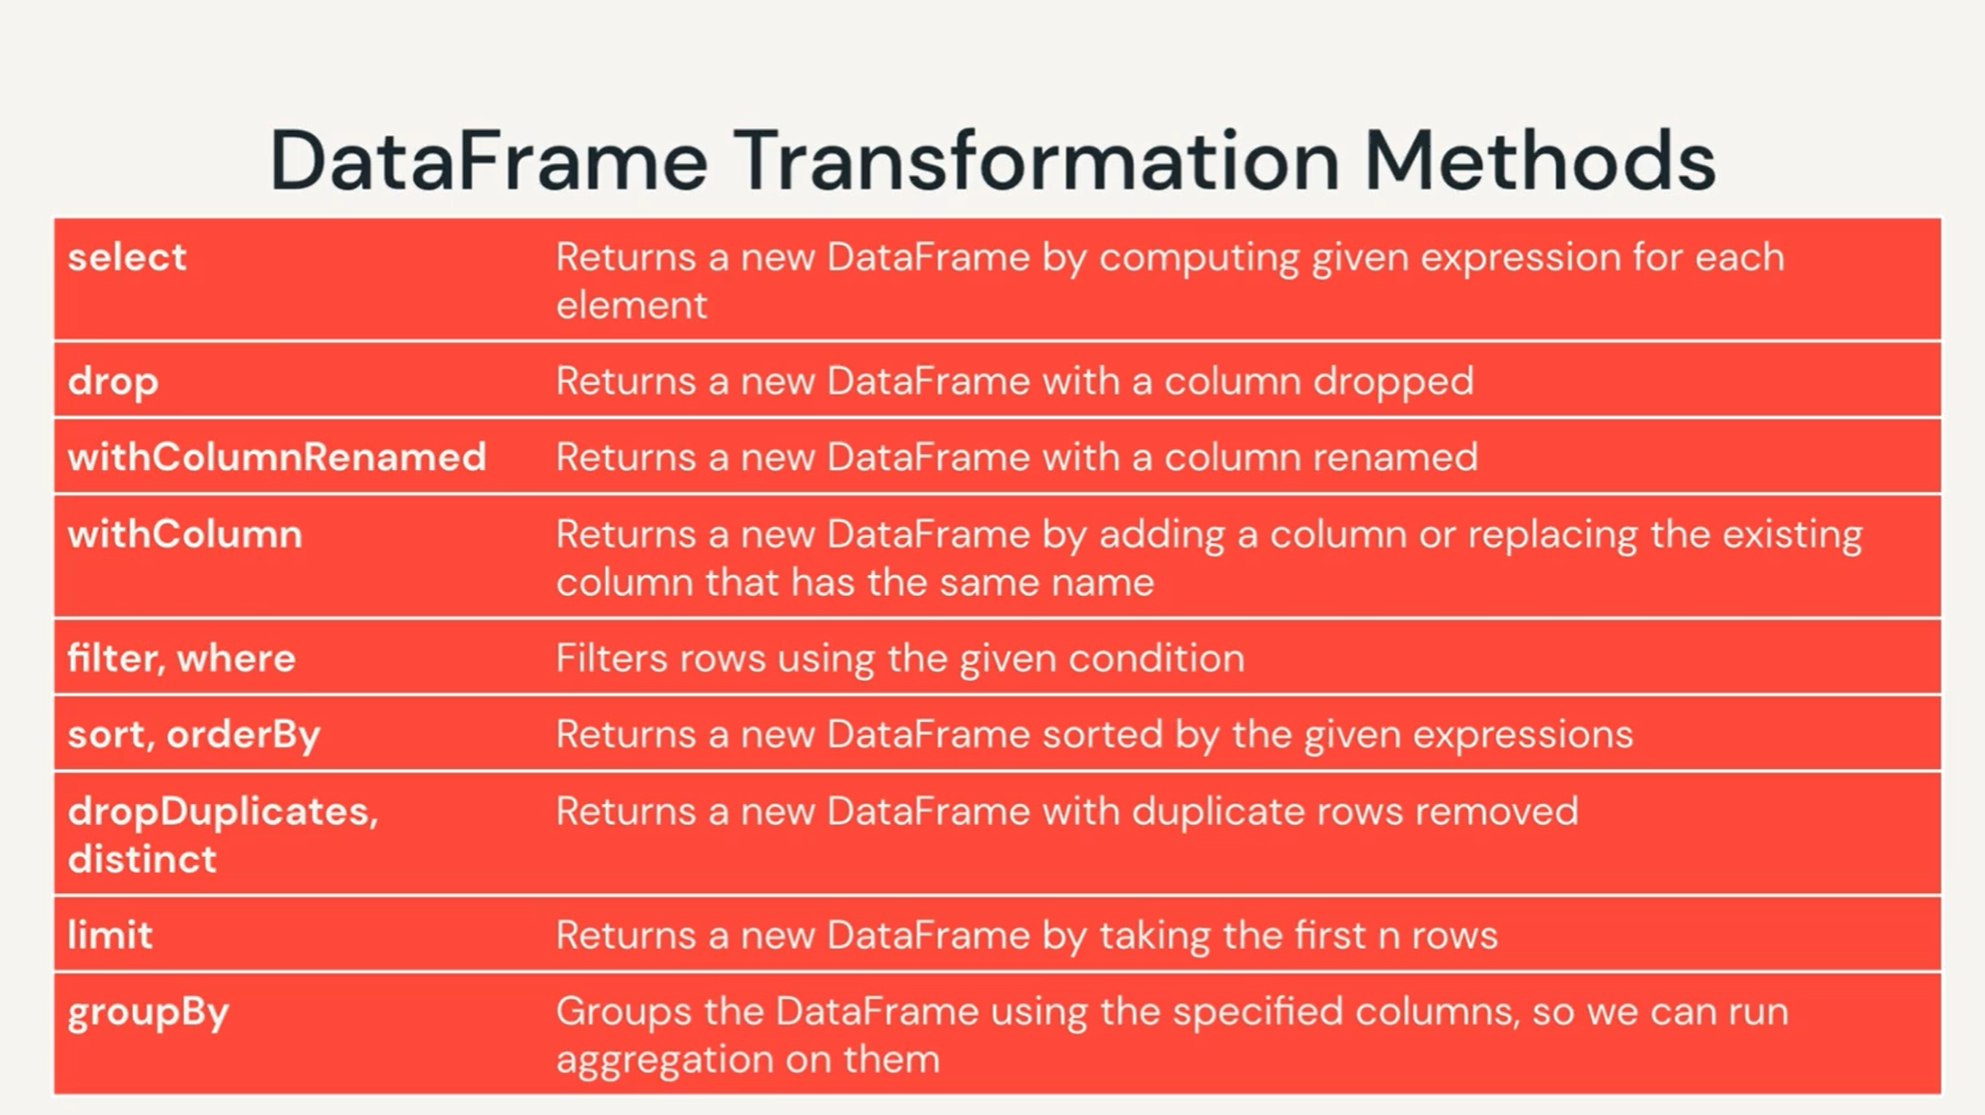 DataFrame Transformation Methods
select
Returns a new DataFrame by computing given expression for each
element
drop
Returns a new DataFrame with a column dropped
withColumnRenamed
Returns a new DataFrame with a column renamed
withColumn
Returns a new DataFrame by adding a column or replacing the existing
column that has the same name
filter, where
Filters rows using the given condition
sort, orderBy
Returns a new DataFrame sorted by the given expressions
dropDuplicates,
distinct
Returns a new DataFrame with duplicate rows removed
limit
Returns a new DataFrame by taking the first n rows
groupBy
Groups the DataFrame using the specified columns, so we can run
aggregation on them